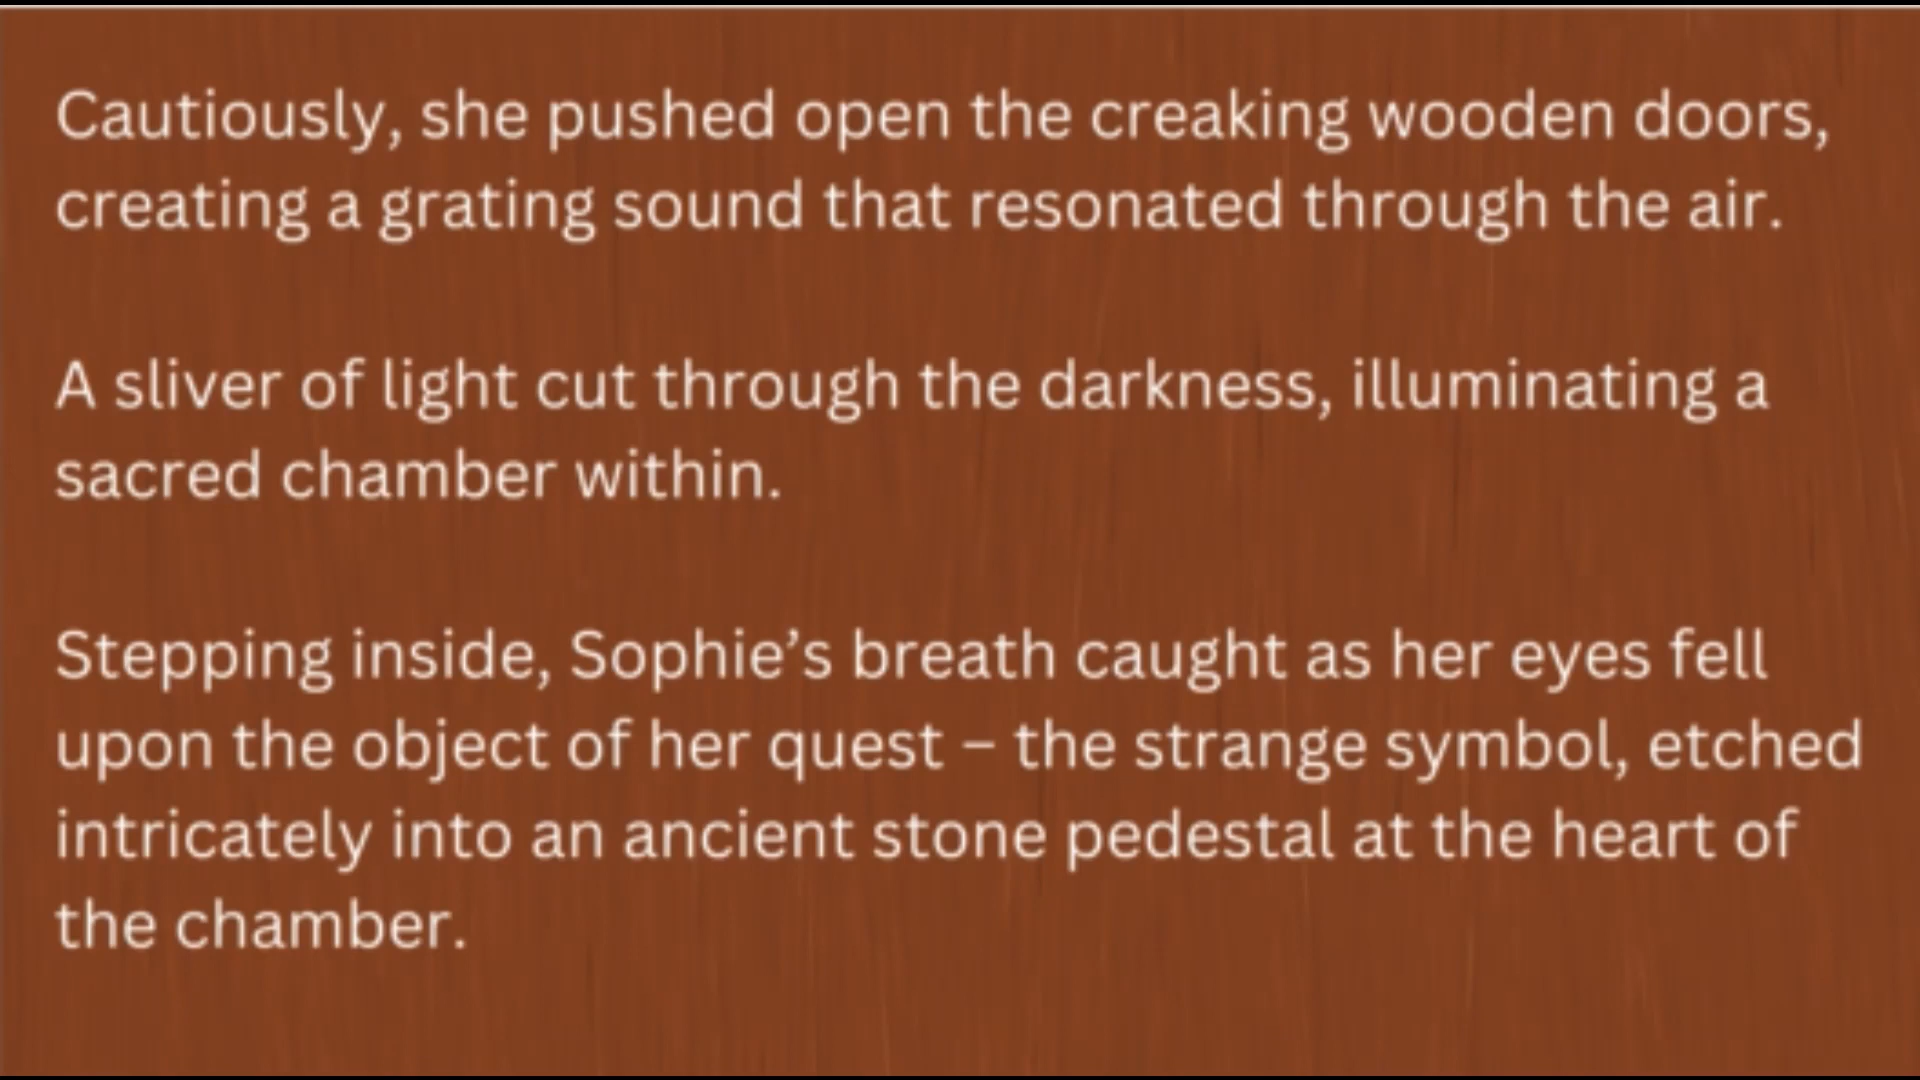 Cautiously, she pushed open the creaking wooden doors,
creating a grating sound that resonated through the air.
A sliver of light cut through the darkness, illuminating a
sacred chamber within.
Stepping inside, Sophie’s breath caught as her eyes fell
upon the object of her quest – the strange symbol, etched
intricately into an ancient stone pedestal at the heart of
the chamber.